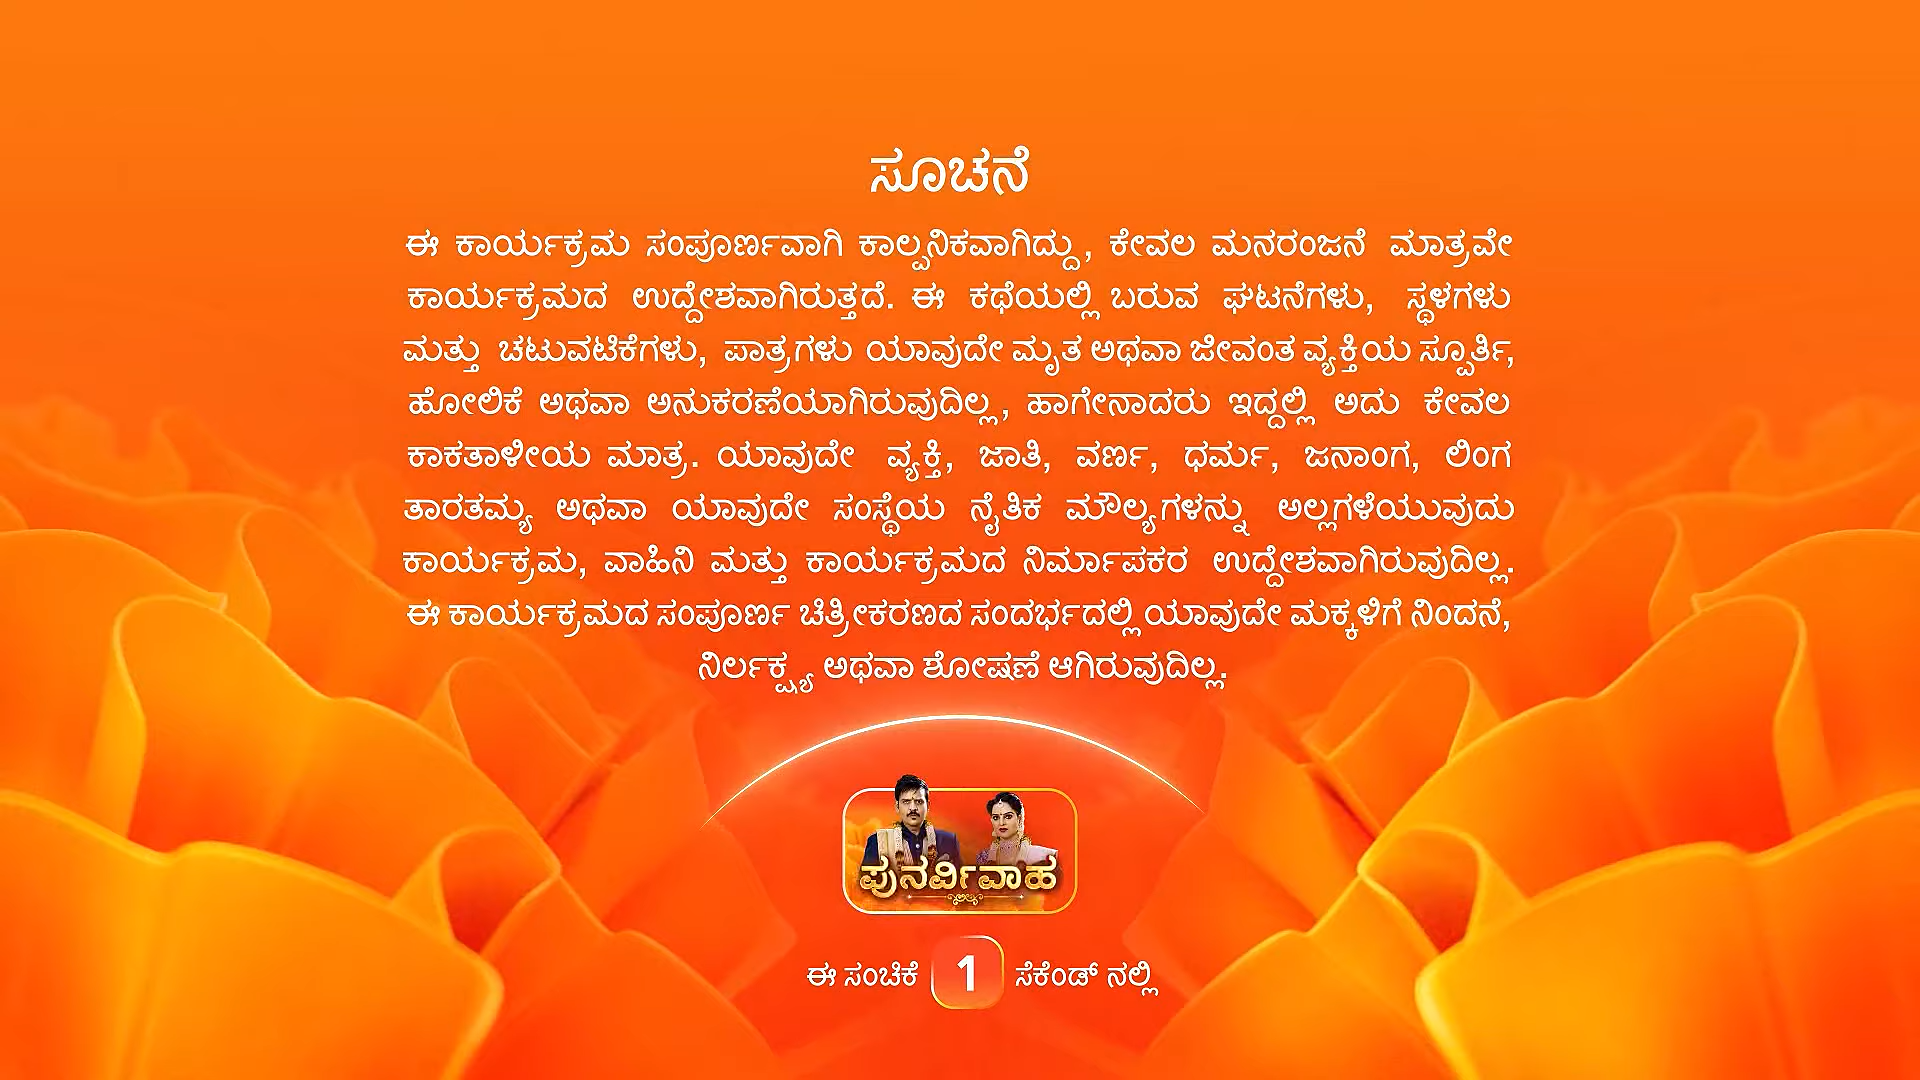 ಸೂಚನೆ
ಈ ಕಾರ್ಯಕ್ರಮ ಸಂಪೂರ್ಣವಾಗಿ ಕಾಲ್ಪನಿಕವಾಗಿದ್ದು, ಕೇವಲ ಮನರಂಜನೆ ಮಾತ್ರವೇ
ಕಾರ್ಯಕ್ರಮದ ಉದ್ದೇಶವಾಗಿರುತ್ತದೆ. ಈ ಕಥೆಯಲ್ಲಿ ಬರುವ ಘಟನೆಗಳು, ಸ್ಥಳಗಳು
ಮತ್ತು ಚಟುವಟಿಕೆಗಳು, ಪಾತ್ರಗಳು ಯಾವುದೇ ಮೃತ ಅಥವಾ ಜೀವಂತ ವ್ಯಕ್ತಿಯ ಸ್ಪೂರ್ತಿ,
ಹೋಲಿಕೆ ಅಥವಾ ಅನುಕರಣೆಯಾಗಿರುವುದಿಲ್ಲ, ಹಾಗೇನಾದರು ಇದ್ದಲ್ಲಿ ಅದು ಕೇವಲ
ಕಾಕತಾಳೀಯ ಮಾತ್ರ. ಯಾವುದೇ ವ್ಯಕ್ತಿ, ಜಾತಿ, ವರ್ಣ, ಧರ್ಮ, ಜನಾಂಗ, ಲಿಂಗ
ತಾರತಮ್ಯ ಅಥವಾ ಯಾವುದೇ ಸಂಸ್ಥೆಯ ನೈತಿಕ ಮೌಲ್ಯಗಳನ್ನು ಅಲ್ಲಗಳೆಯುವುದು
ಕಾರ್ಯಕ್ರಮ, ವಾಹಿನಿ ಮತ್ತು ಕಾರ್ಯಕ್ರಮದ ನಿರ್ಮಾಪಕರ ಉದ್ದೇಶವಾಗಿರುವುದಿಲ್ಲ.
ಈ ಕಾರ್ಯಕ್ರಮದ ಸಂಪೂರ್ಣ ಚಿತ್ರೀಕರಣದ ಸಂದರ್ಭದಲ್ಲಿ ಯಾವುದೇ ಮಕ್ಕಳಿಗೆ ನಿಂದನೆ,
ನಿರ್ಲಕ್ಷ್ಯ ಅಥವಾ ಶೋಷಣೆ ಆಗಿರುವುದಿಲ್ಲ.
ಪುನರ್ವಿವಾಹ
ಈ ಸಂಚಿಕೆ 1 ಸೆಕೆಂಡ್ ನಲ್ಲಿ